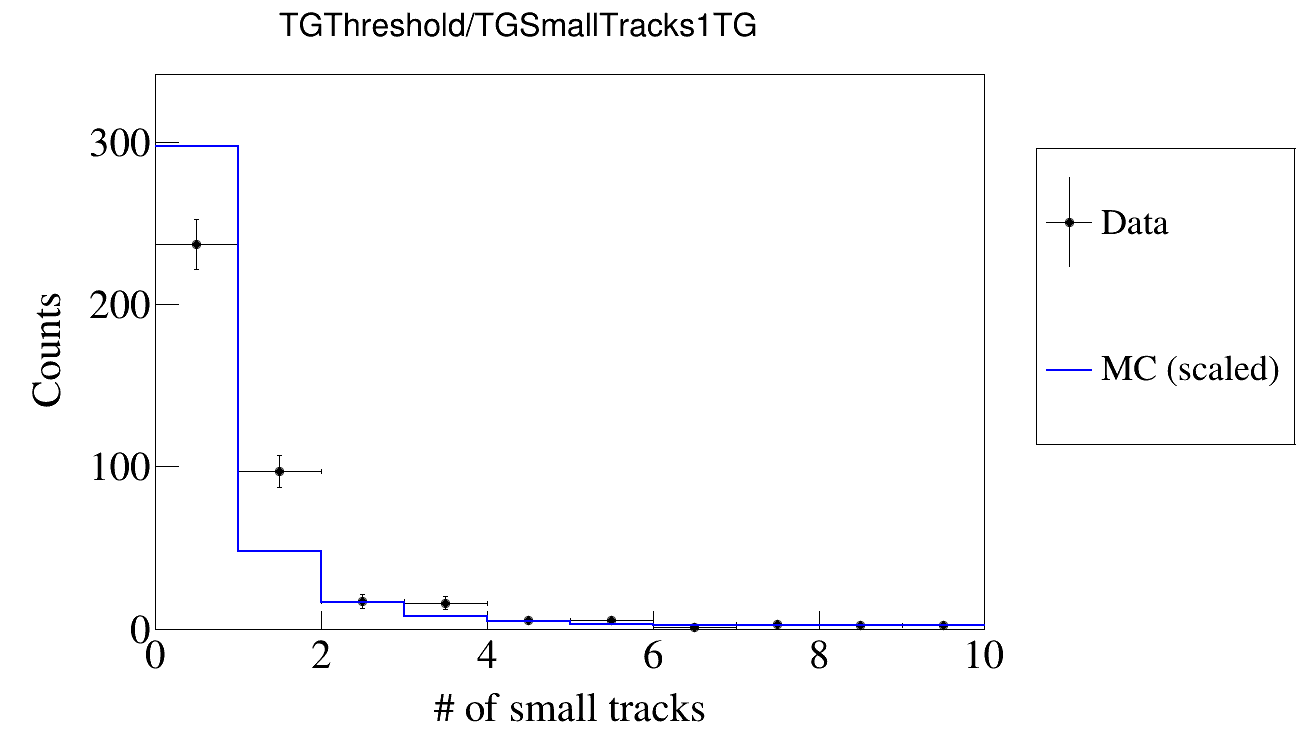 TGThreshold/TGSmallTracks1TG
300
200
100
0
0 2 4 6 8 10
Counts
# of small tracks
Data
MC (scaled)